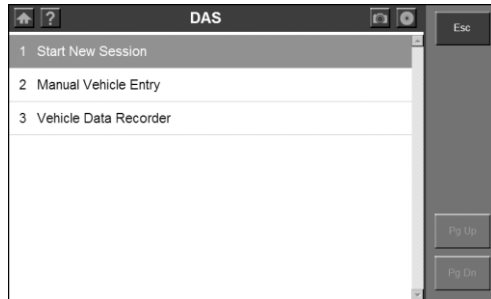 ? DAS Esc
1 Start New Session
2 Manual Vehicle Entry
3 Vehicle Data Recorder
Pg Up
Pg Dn